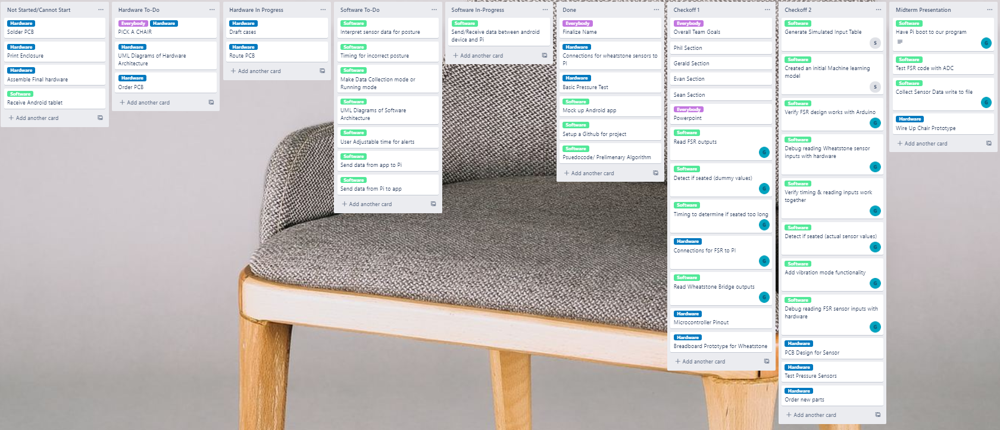 Not Started/Cannot Start
Hardware
Solder PCB
Hardware
Print Enclosure
Hardware
Assemble Final hardware
Software
Receive Android tablet
+ Add another card
Hardware To-Do
Everybody Hardware
PICK A CHAIR
Hardware
UML Diagrams of Hardware
Architecture
Hardware
Order PCB
+ Add another card
Hardware In Progress
Hardware
Draft cases
Hardware
Route PCB
+ Add another card
Software To-Do
Software
Interpret sensor data for posture
Software
Timing for incorrect posture
Software
Make Data Collection mode or
Running mode
Software
UML Diagrams of Software
Architecture
Software
User Adjustable time for alerts
Software
Send data from app to Pi
Software
Send data from Pi to app
+ Add another card
Software In-Progress
Software
Send/Receive data between android
device and Pi
+ Add another card
Done
Everybody
Finalize Name
Hardware
Connections for wheatstone sensors to
PI
Hardware
Basic Pressure Test
Software
Mock up Android app
Software
Setup a Github for project
Software
Psuedocode/ Prelimenary Algorithm
+ Add another card
Checkoff 1
Everybody
Overall Team Goals
Phil Section
Gerald Section
Evan Section
Sean Section
Everybody
Powerpoint
Software
Read FSR outputs
G
Software
Detect if seated (dummy values)
G
Software
Timing to determine if seated too long
G
Hardware
Connections for FSR to PI
G
Software
Read Wheatstone Bridge outputs
G
Hardware
Microcontroller Pinout
Hardware
Breadboard Prototype for Wheatstone
+ Add another card
Checkoff 2
Software
Generate Simulated Input Table
S
Software
Created an initial Machine learning
model
S
Software
Verify FSR design works with Arduino
G
Software
Debug reading Wheatstone sensor
inputs with hardware
G
Software
Verify timing & reading inputs work
together
G
Software
Detect if seated (actual sensor values)
G
Software
Add vibration mode functionality
G
Software
Debug reading FSR sensor inputs with
hardware
G
Hardware
PCB Design for Sensor
Hardware
Test Pressure Sensors
Hardware
Order new parts
+ Add another card
Midterm Presentation
Software
Have Pi boot to our program
G
Software
Test FSR code with ADC
Software
Collect Sensor Data write to file
G
Hardware
Wire Up Chair Prototype
+ Add another card